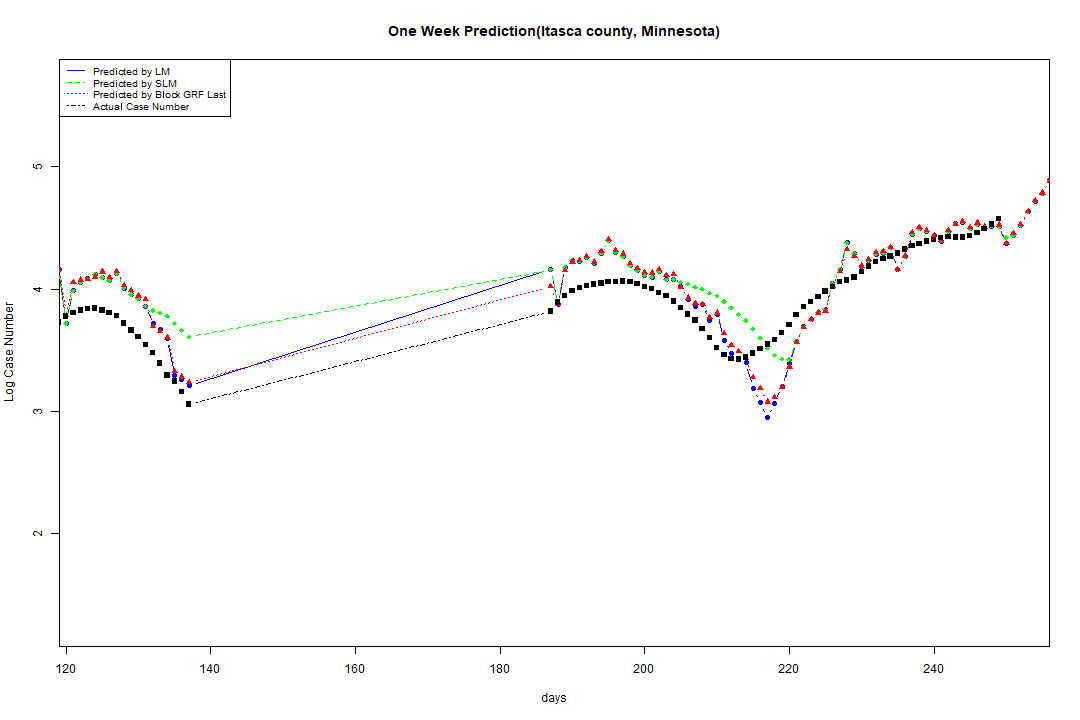 One Week Prediction(Itasca county, Minnesota)
Predicted by LM
Predicted by SLM
Predicted by Block GRF Last
Actual Case Number
5
4
3
2
Log Case Number
120 140 160 180 200 220 240
days